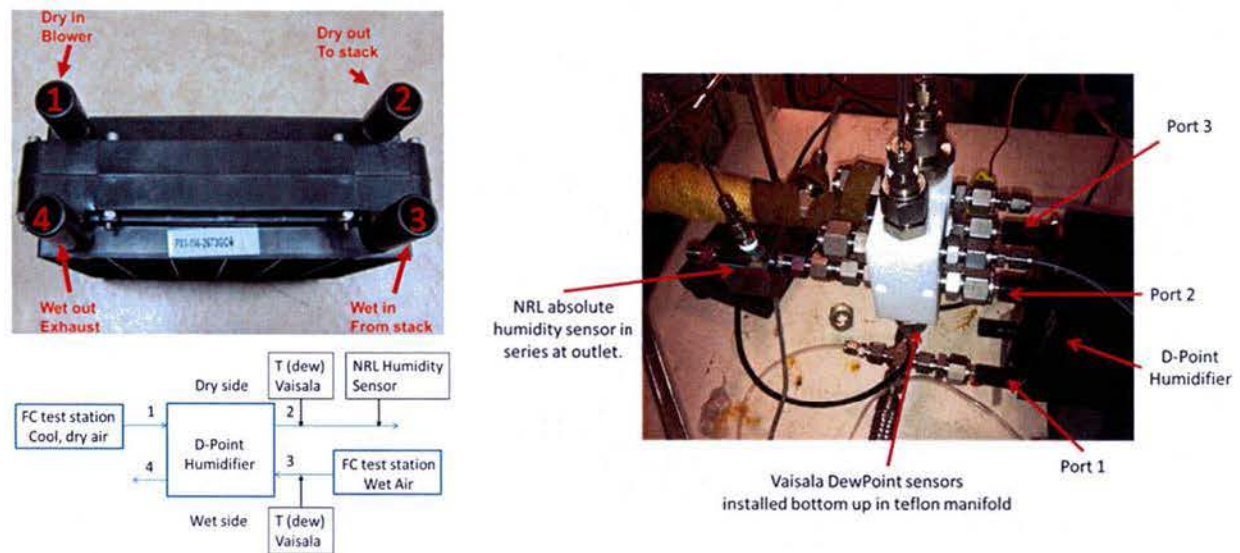 Dry in
Blower
Dry out
To stack
1
2
4
3
Wet out
Exhaust
Wet in
From stack
Dry side
T (dew)
Vaisala
NRL Humidity
Sensor
FC test station
Cool, dry air
1
2
D-Point
Humidifier
4
3
FC test station
Wet Air
Wet side
T (dew)
Vaisala
Port 3
NRL absolute
humidity sensor in
series at outlet.
Port 2
D-Point
Humidifier
Port 1
Vaisala DewPoint sensors
installed bottom up in teflon manifold